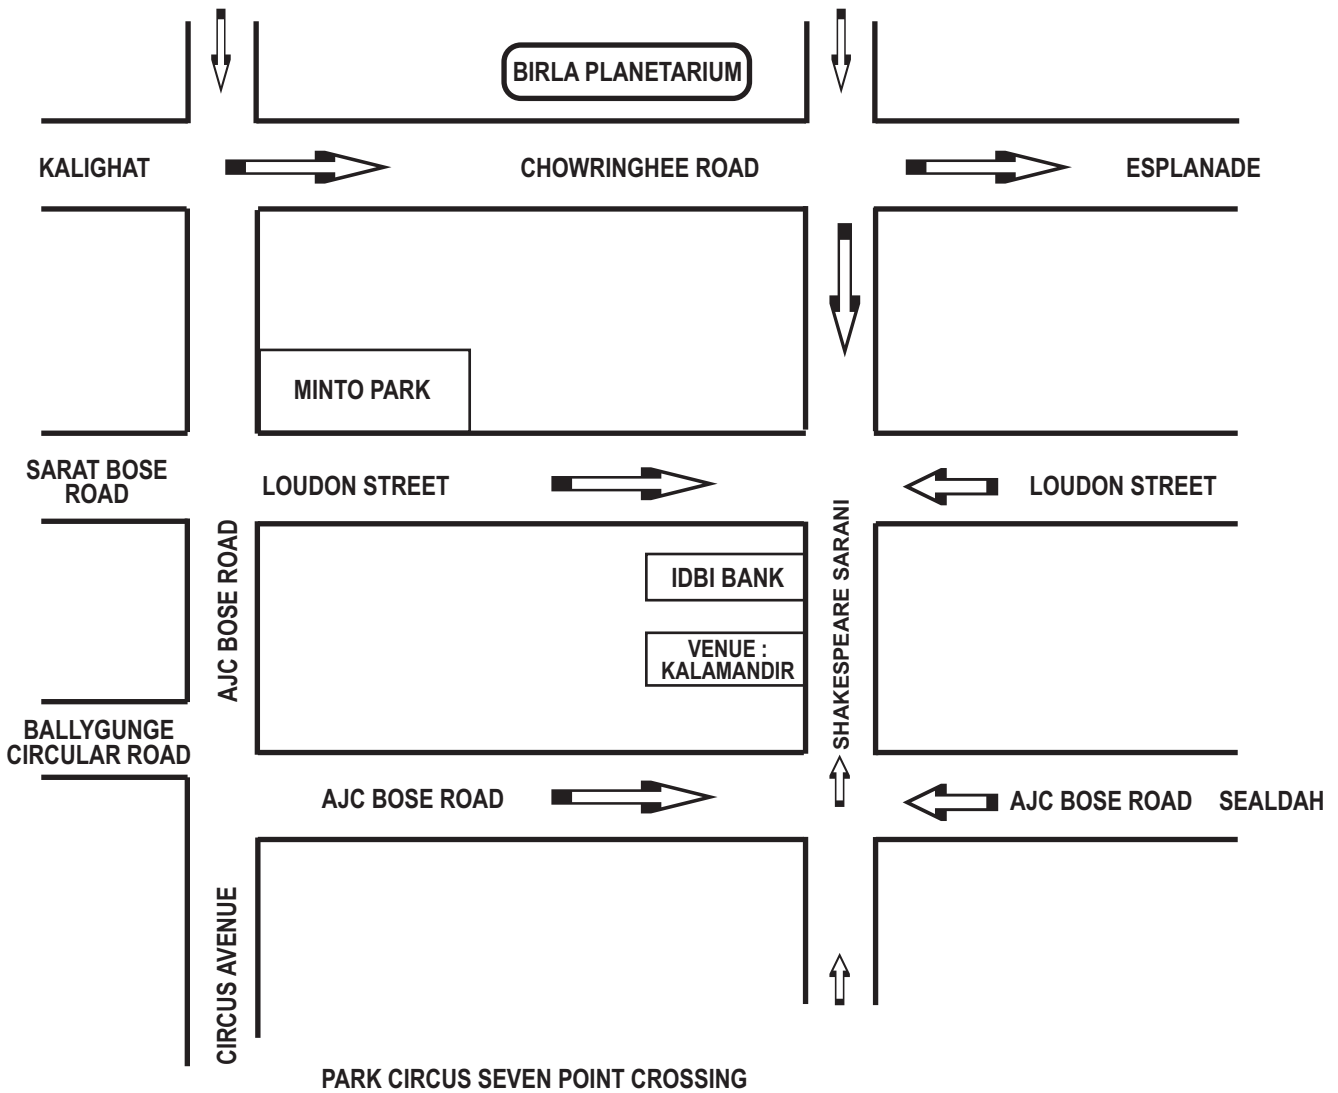 BIRLA PLANETARIUM
KALIGHAT
CHOWRINGHEE ROAD
ESPLANADE
MINTO PARK
SARAT BOSE
ROAD
LOUDON STREET
LOUDON STREET
AJC BOSE ROAD
SHAKESPEARE SARANI
IDBI BANK
VENUE :
KALAMANDIR
BALLYGUNGE
CIRCULAR ROAD
AJC BOSE ROAD
AJC BOSE ROAD SEALDAH
CIRCUS AVENUE
PARK CIRCUS SEVEN POINT CROSSING